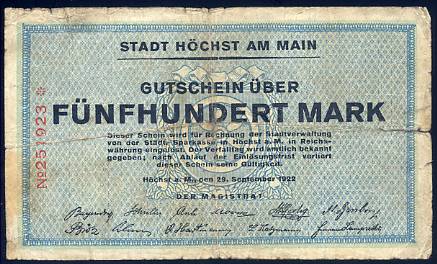 STADT HÖCHST AM MAIN
GUTSCHEIN ÜBER
FÜNFHUNDERT MARK
Dieser Schein wird für Rechnung der Stadtverwaltung
von der Städt. Sparkasse in Höchst a. M. in Reichs-
währung eingelöst. Der Verfalltag wird amtlich bekannt
gegeben; nach Ablauf der Einlösungsfrist verliert
dieser Schein seine Gültigkeit.
Höchst a. M., den 29. September 1922
DER MAGISTRAT
No 251923 *